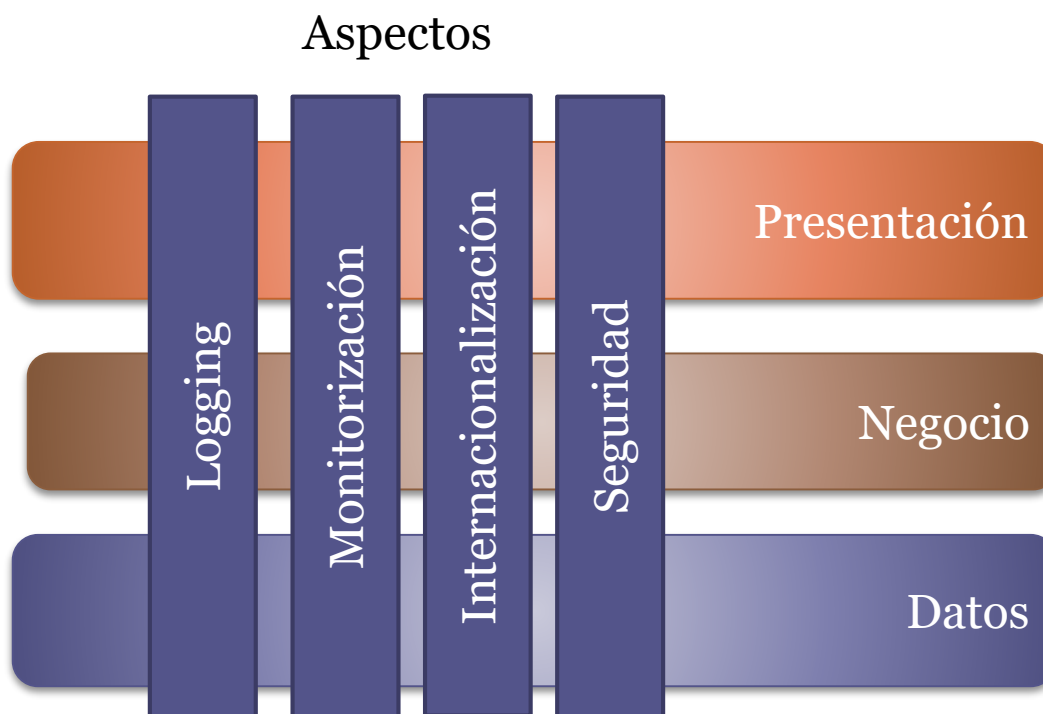 Aspectos
Logging
Monitorización
Internacionalización
Seguridad
Presentación
Negocio
Datos